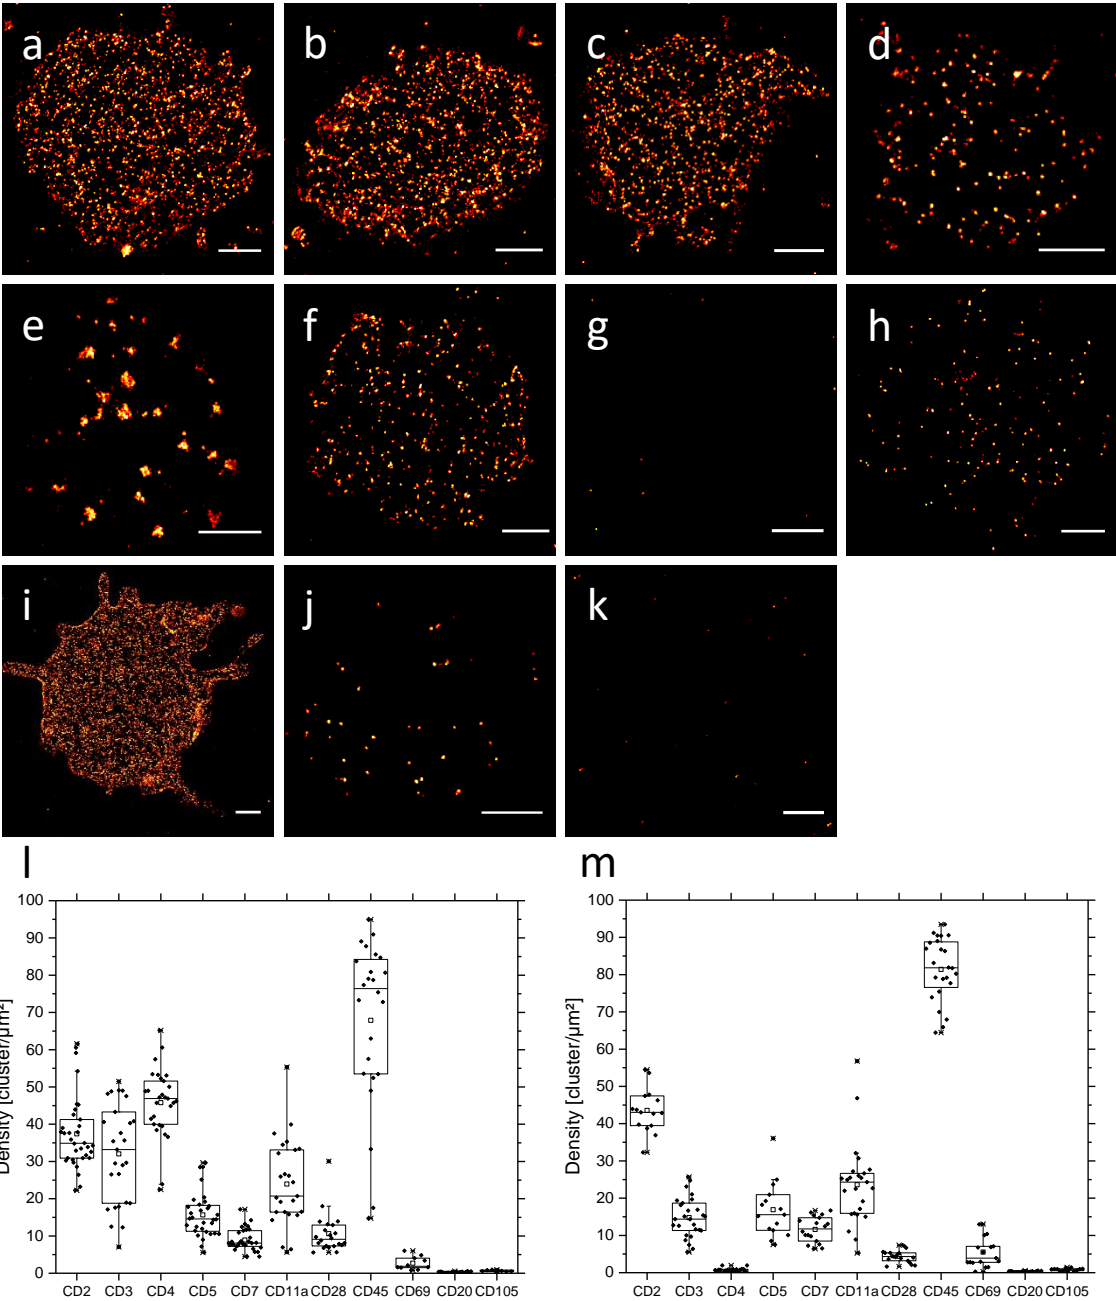 a b c d
e f g h
i j k
l m
100 100
90 90
80 80
70 70
60 60
50 50
40 40
30 30
20 20
10 10
0 0
Density [cluster/µm²] Density [cluster/µm²]
CD2 CD3 CD4 CD5 CD7 CD11a CD28 CD45 CD69 CD20 CD105 CD2 CD3 CD4 CD5 CD7 CD11a CD28 CD45 CD69 CD20 CD105